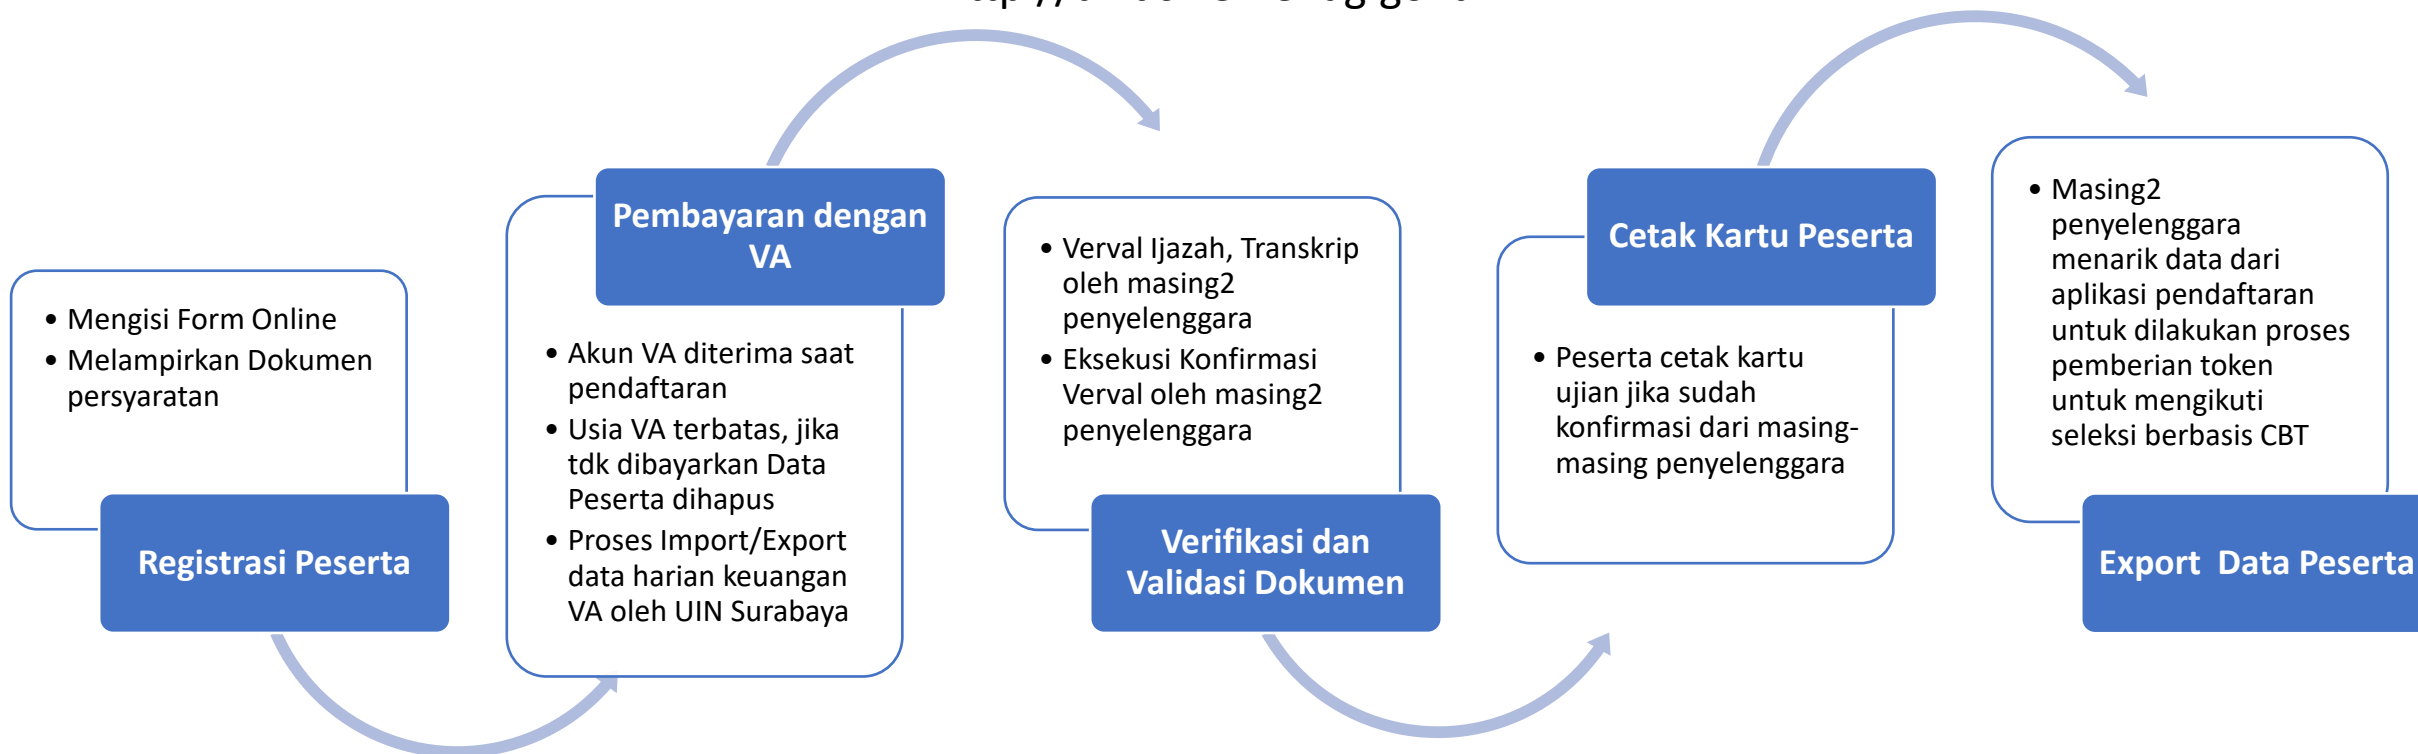 • Mengisi Form Online
• Melampirkan Dokumen
persyaratan
Registrasi Peserta
Pembayaran dengan
VA
• Akun VA diterima saat
pendaftaran
• Usia VA terbatas, jika
tdk dibayarkan Data
Peserta dihapus
• Proses Import/Export
data harian keuangan
VA oleh UIN Surabaya
• Verval Ijazah, Transkrip
oleh masing2
penyelenggara
• Eksekusi Konfirmasi
Verval oleh masing2
penyelenggara
Verifikasi dan
Validasi Dokumen
Cetak Kartu Peserta
• Peserta cetak kartu
ujian jika sudah
konfirmasi dari masing-
masing penyelenggara
• Masing2
penyelenggara
menarik data dari
aplikasi pendaftaran
untuk dilakukan proses
pemberian token
untuk mengikuti
seleksi berbasis CBT
Export  Data Peserta